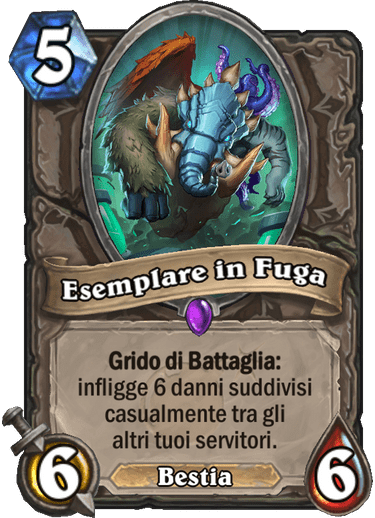 5
Esemplare in Fuga
Grido di Battaglia:
infligge 6 danni suddivisi
casualmente tra gli
altri tuoi servitori.
6
Bestia
6